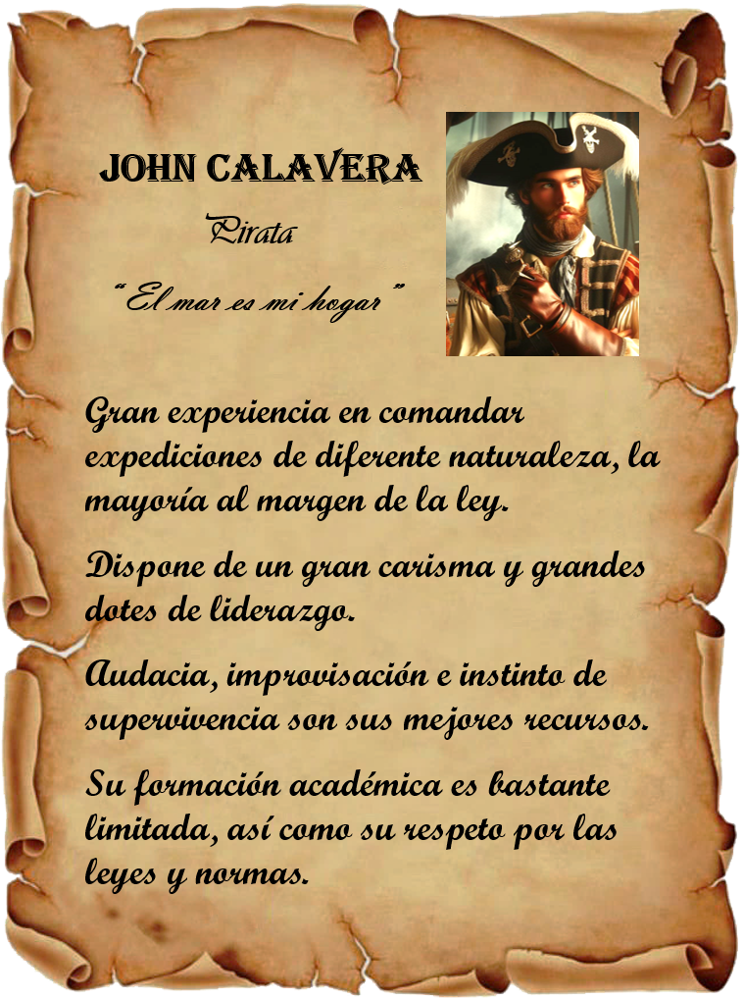 JOHN CALAVERA
Pirata
“El mar es mi hogar”
Gran experiencia en comandar
expediciones de diferente naturaleza, la
mayoría al margen de la ley.
Dispone de un gran carisma y grandes
dotes de liderazgo.
Audacia, improvisación e instinto de
supervivencia son sus mejores recursos.
Su formación académica es bastante
limitada, así como su respeto por las
leyes y normas.